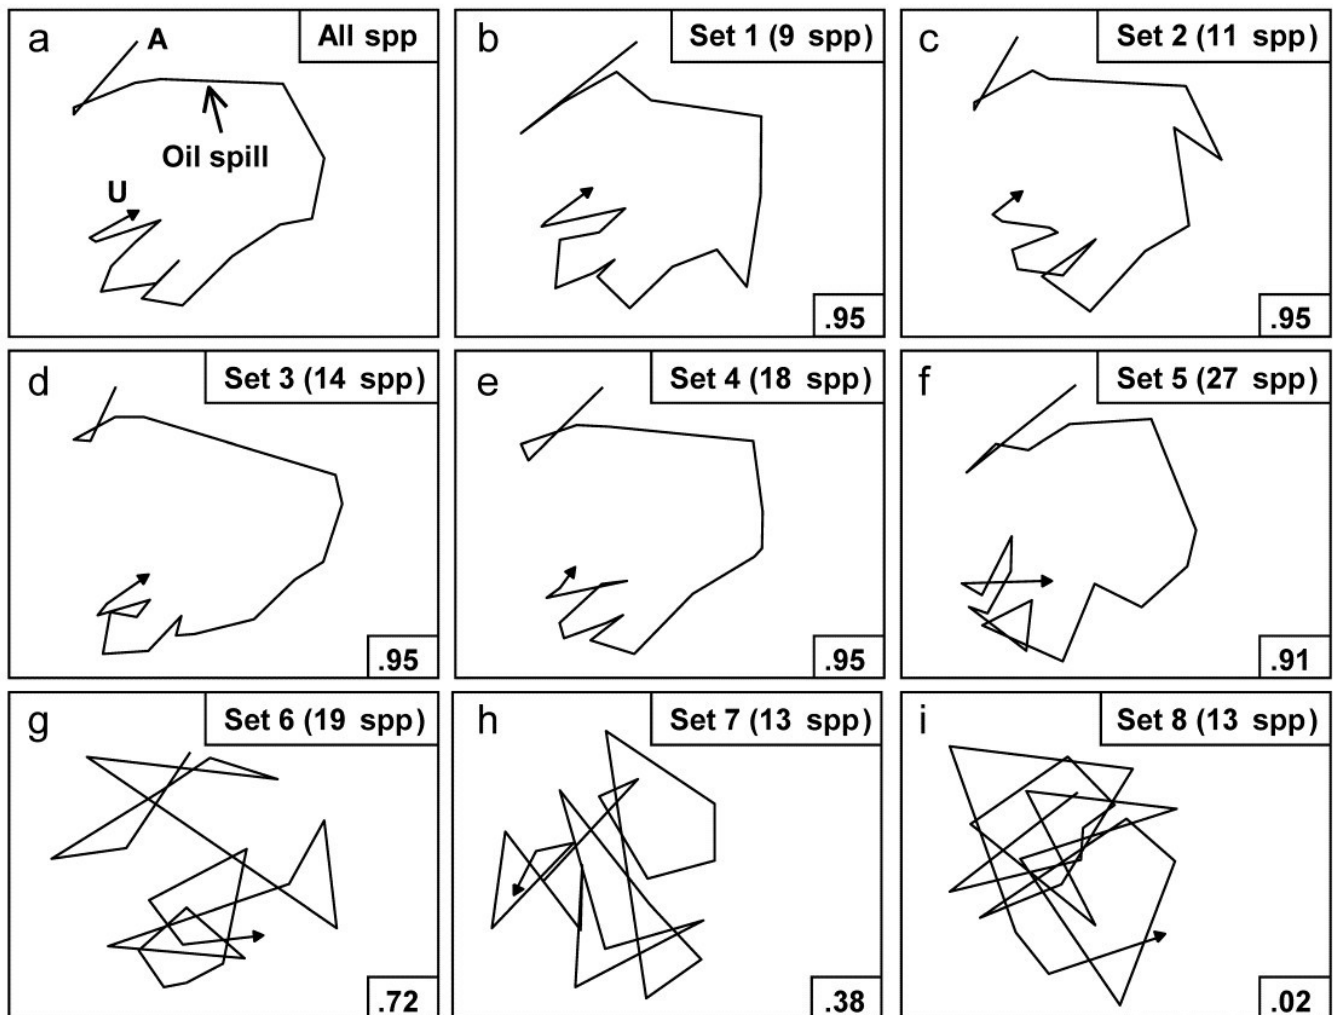 a
A
All spp
Oil spill
U
b
Set 1 (9 spp)
.95
c
Set 2 (11 spp)
.95
d
Set 3 (14 spp)
.95
e
Set 4 (18 spp)
.95
f
Set 5 (27 spp)
.91
g
Set 6 (19 spp)
.72
h
Set 7 (13 spp)
.38
i
Set 8 (13 spp)
.02